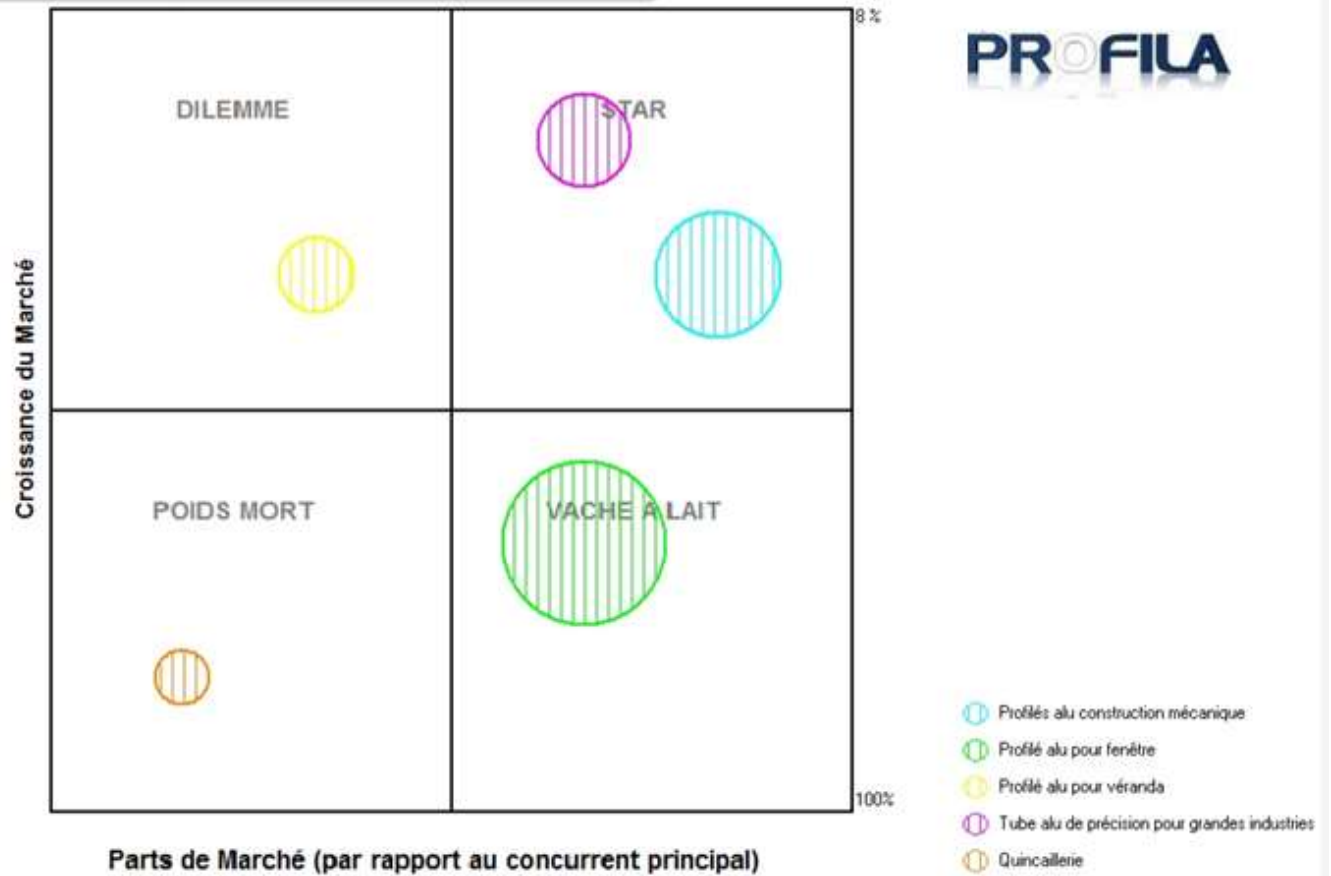 8 %
PROFILA
DILEMME
STAR
Croissance du Marché
POIDS MORT
VACHE A LAIT
100%
Parts de Marché (par rapport au concurrent principal)
Profilés alu construction mécanique
Profilé alu pour fenêtre
Profilé alu pour véranda
Tube alu de précision pour grandes industries
Quincaillerie